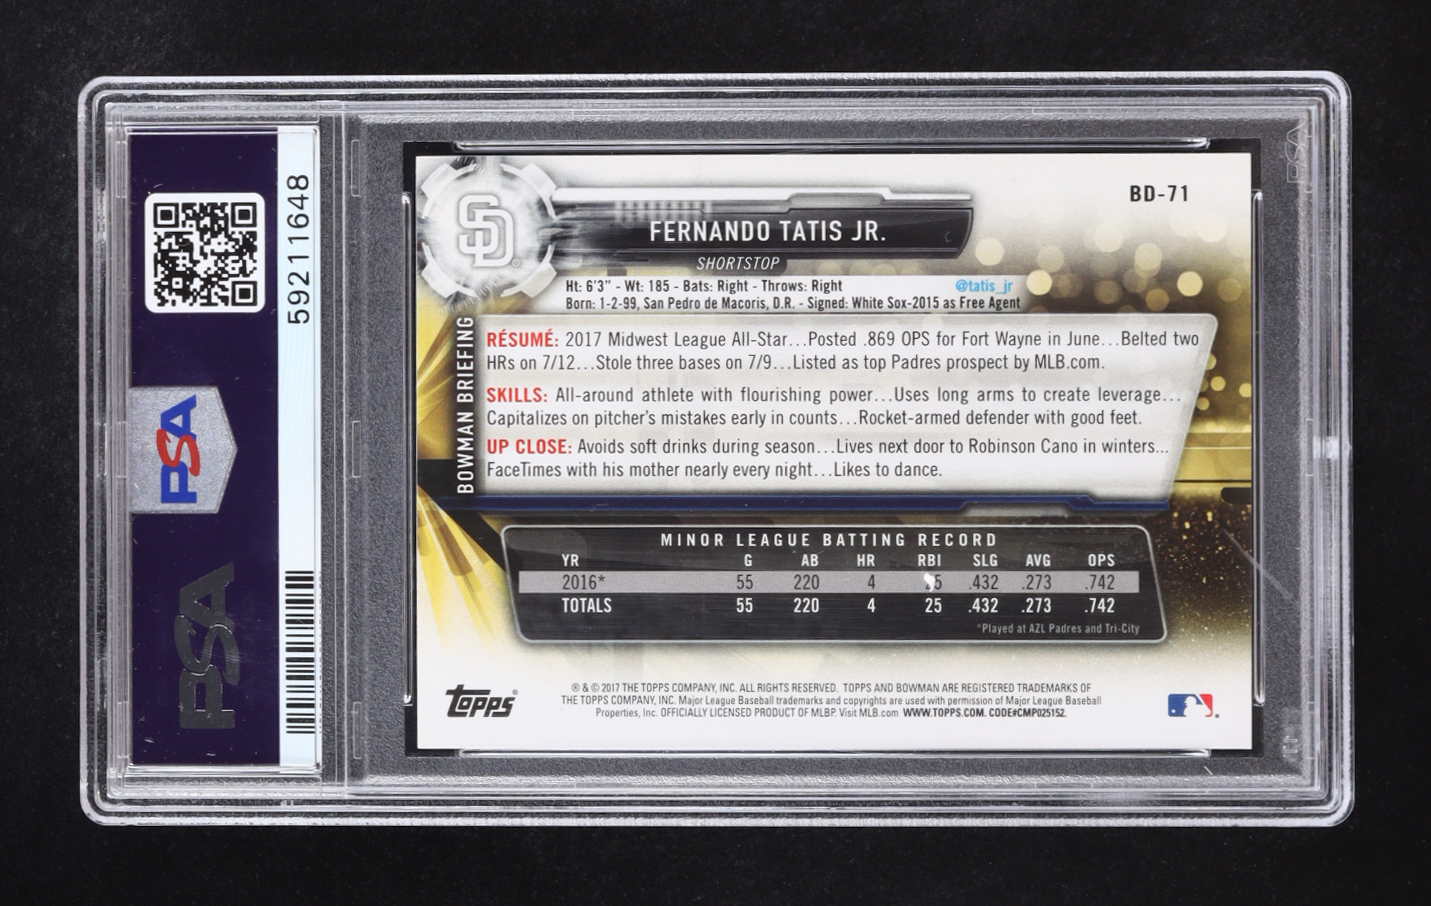 59211648
PSA
PSA
SD
BD-71
FERNANDO TATIS JR.
SHORTSTOP
Ht: 6'3" - Wt: 185 - Bats: Right - Throws: Right
@tatis_jr
Born: 1-2-99, San Pedro de Macoris, D.R. - Signed: White Sox-2015 as Free Agent
BOWMAN BRIEFING
RÉSUMÉ: 2017 Midwest League All-Star...Posted .869 OPS for Fort Wayne in June...Belted two
HRs on 7/12...Stole three bases on 7/9...Listed as top Padres prospect by MLB.com.
SKILLS: All-around athlete with flourishing power...Uses long arms to create leverage...
Capitalizes on pitcher's mistakes early in counts...Rocket-armed defender with good feet.
UP CLOSE: Avoids soft drinks during season...Lives next door to Robinson Cano in winters...
FaceTimes with his mother nearly every night...Likes to dance.
MINOR LEAGUE BATTING RECORD
YR G AB HR RBI SLG AVG OPS
2016* 55 220 4 25 .432 .273 .742
TOTALS 55 220 4 25 .432 .273 .742
*Played at AZL Padres and Tri-City
Topps®
® & © 2017 THE TOPPS COMPANY, INC. ALL RIGHTS RESERVED. TOPPS AND BOWMAN ARE REGISTERED TRADEMARKS OF
THE TOPPS COMPANY, INC. Major League Baseball trademarks and copyrights are used with permission of Major League Baseball
Properties, Inc. OFFICIALLY LICENSED PRODUCT OF MLBP. Visit MLB.com WWW.TOPPS.COM. CODE#CMP025152.
PSA